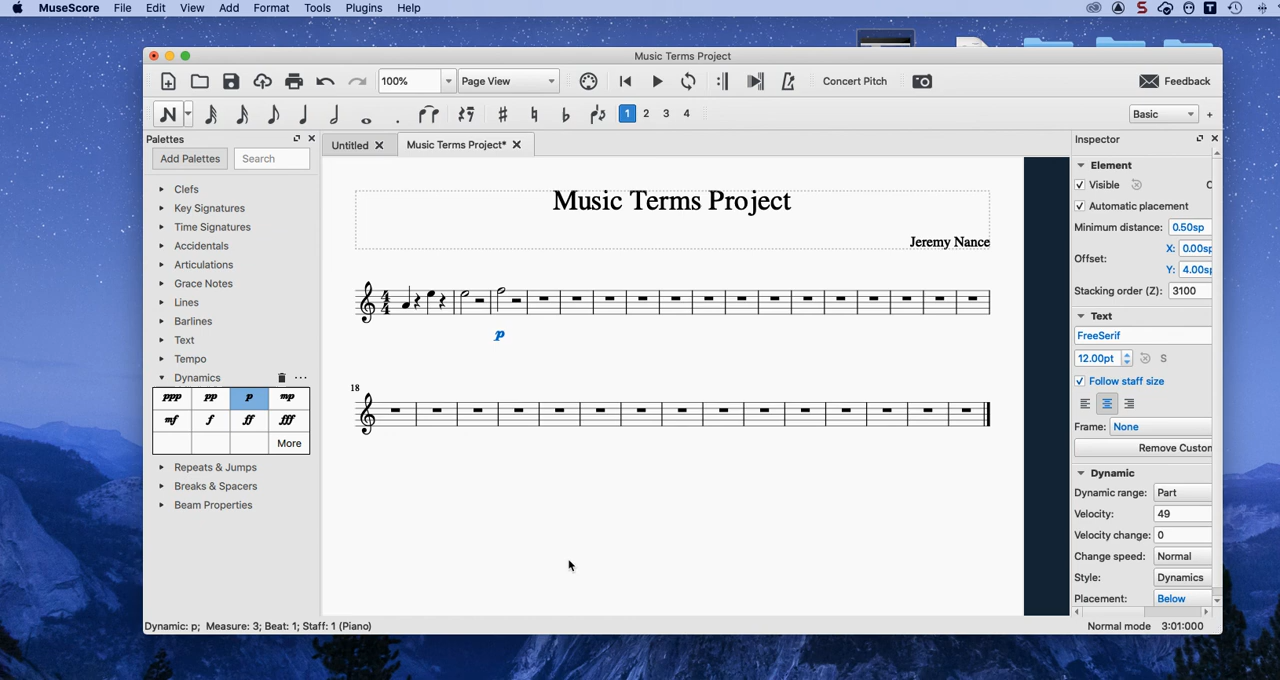 MuseScore File Edit View Add Format Tools Plugins Help
Music Terms Project
100% Page View Concert Pitch Feedback
1 2 3 4 Basic +
Palettes
Add Palettes Search
Clefs
Key Signatures
Time Signatures
Accidentals
Articulations
Grace Notes
Lines
Barlines
Text
Tempo
Dynamics ...
ppp pp p mp
mf f ff fff
More
Repeats & Jumps
Breaks & Spacers
Beam Properties
Untitled Music Terms Project*
Music Terms Project
Jeremy Nance
4
4
p
18
Inspector
Element
Visible
Automatic placement
Minimum distance: 0.50sp
Offset: X: 0.00sp
Y: 4.00sp
Stacking order (Z): 3100
Text
FreeSerif
12.00pt S
Follow staff size
Frame: None
Remove Custom
Dynamic
Dynamic range: Part
Velocity: 49
Velocity change: 0
Change speed: Normal
Style: Dynamics
Placement: Below
Dynamic: p; Measure: 3; Beat: 1; Staff: 1 (Piano)
Normal mode 3:01:000